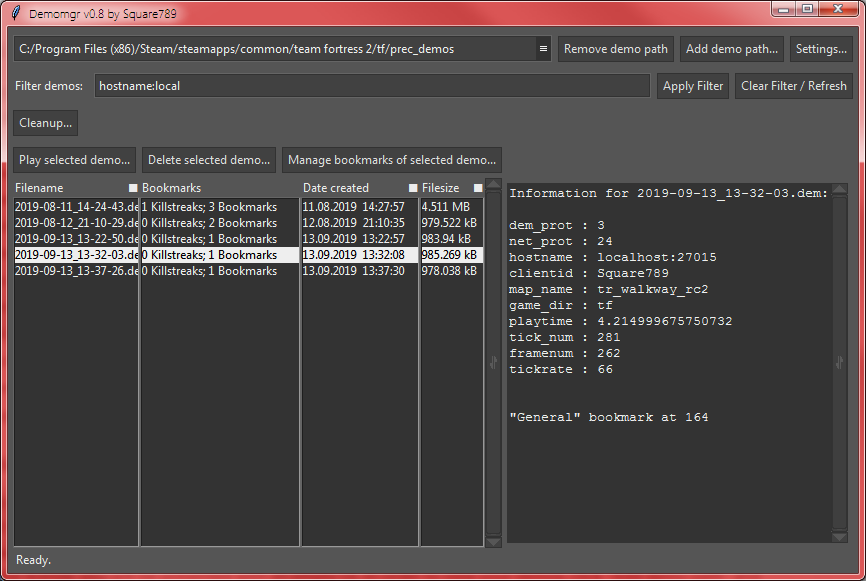 Demomgr v0.8 by Square789
C:/Program Files (x86)/Steam/steamapps/common/team fortress 2/tf/prec_demos Remove demo path Add demo path... Settings...
Filter demos: hostname:local Apply Filter Clear Filter / Refresh
Cleanup...
Play selected demo... Delete selected demo... Manage bookmarks of selected demo...
Filename Bookmarks Date created Filesize
2019-08-11_14-24-43.de 1 Killstreaks; 3 Bookmarks 11.08.2019 14:27:57 4.511 MB
2019-08-12_21-10-29.de 0 Killstreaks; 2 Bookmarks 12.08.2019 21:10:35 979.522 kB
2019-09-13_13-22-50.de 0 Killstreaks; 1 Bookmarks 13.09.2019 13:22:57 983.94 kB
2019-09-13_13-32-03.de 0 Killstreaks; 1 Bookmarks 13.09.2019 13:32:08 985.269 kB
2019-09-13_13-37-26.de 0 Killstreaks; 1 Bookmarks 13.09.2019 13:37:30 978.038 kB
Information for 2019-09-13_13-32-03.dem:
dem_prot : 3
net_prot : 24
hostname : localhost:27015
clientid : Square789
map_name : tr_walkway_rc2
game_dir : tf
playtime : 4.214999675750732
tick_num : 281
framenum : 262
tickrate : 66
"General" bookmark at 164
Ready.